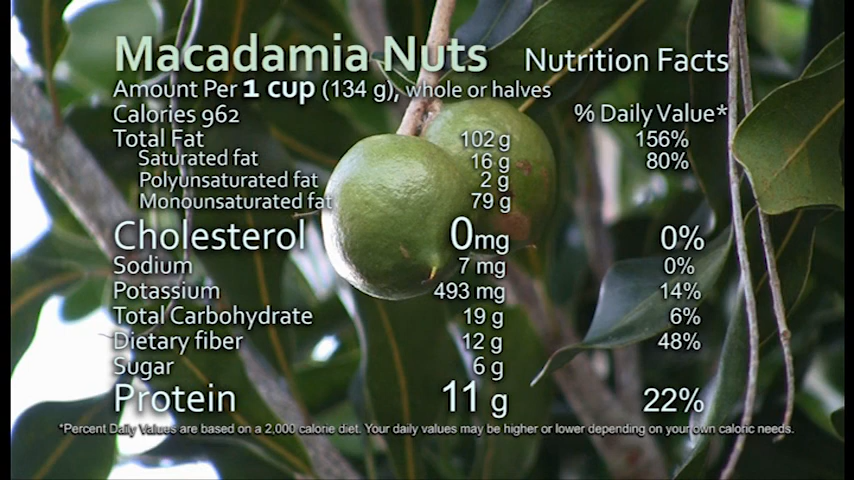 Macadamia Nuts Nutrition Facts
Amount Per 1 cup (134 g), whole or halves
Calories 962 % Daily Value*
Total Fat 102 g 156%
Saturated fat 16 g 80%
Polyunsaturated fat 2 g
Monounsaturated fat 79 g
Cholesterol 0mg 0%
Sodium 7 mg 0%
Potassium 493 mg 14%
Total Carbohydrate 19 g 6%
Dietary fiber 12 g 48%
Sugar 6 g
Protein 11 g 22%
*Percent Daily Values are based on a 2,000 calorie diet. Your daily values may be higher or lower depending on your own caloric needs.